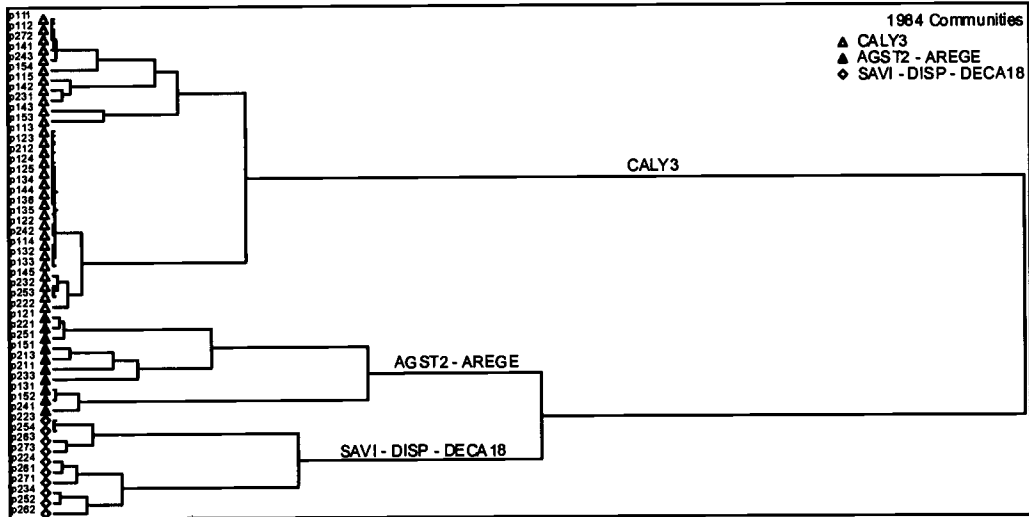 p111
p112
p272
p141
p243
p154
p115
p142
p231
p143
p153
p113
p123
p212
p124
p125
p134
p144
p136
p135
p122
p242
p114
p132
p133
p145
p232
p253
p222
p121
p221
p251
p151
p213
p211
p233
p131
p152
p241
p223
p254
p263
p273
p224
p261
p271
p234
p252
p262
1984 Communities
CALY3
AGST2 - AREGE
SAVI - DISP - DECA18
CALY3
AGST2 - AREGE
SAVI - DISP - DECA18